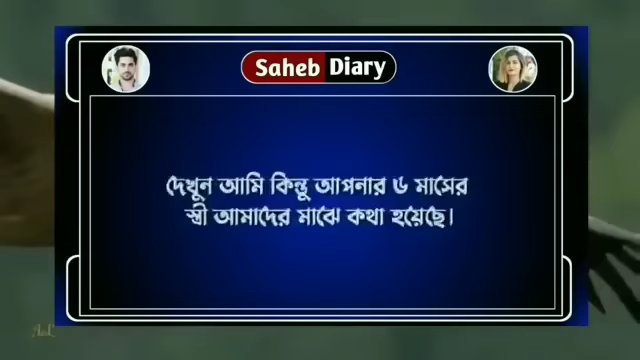 Saheb Diary
দেখুন আমি কিন্তু আপনার ৬ মাসের
স্ত্রী আমাদের মাঝে কথা হয়েছে।